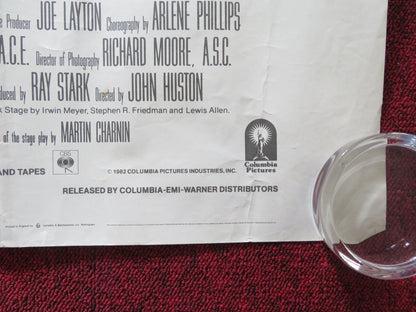 e Producer JOE LAYTON Choreography by ARLENE PHILLIPS
A.C.E. Director of Photography RICHARD MOORE, A.S.C.
duced by RAY STARK Directed by JOHN HUSTON
k Stage by Irwin Meyer, Stephen R. Friedman and Lewis Allen.
s of the stage play by MARTIN CHARNIN
AND TAPES
CBS
© 1982 COLUMBIA PICTURES INDUSTRIES, INC.
Columbia
Pictures
RELEASED BY COLUMBIA-EMI-WARNER DISTRIBUTORS